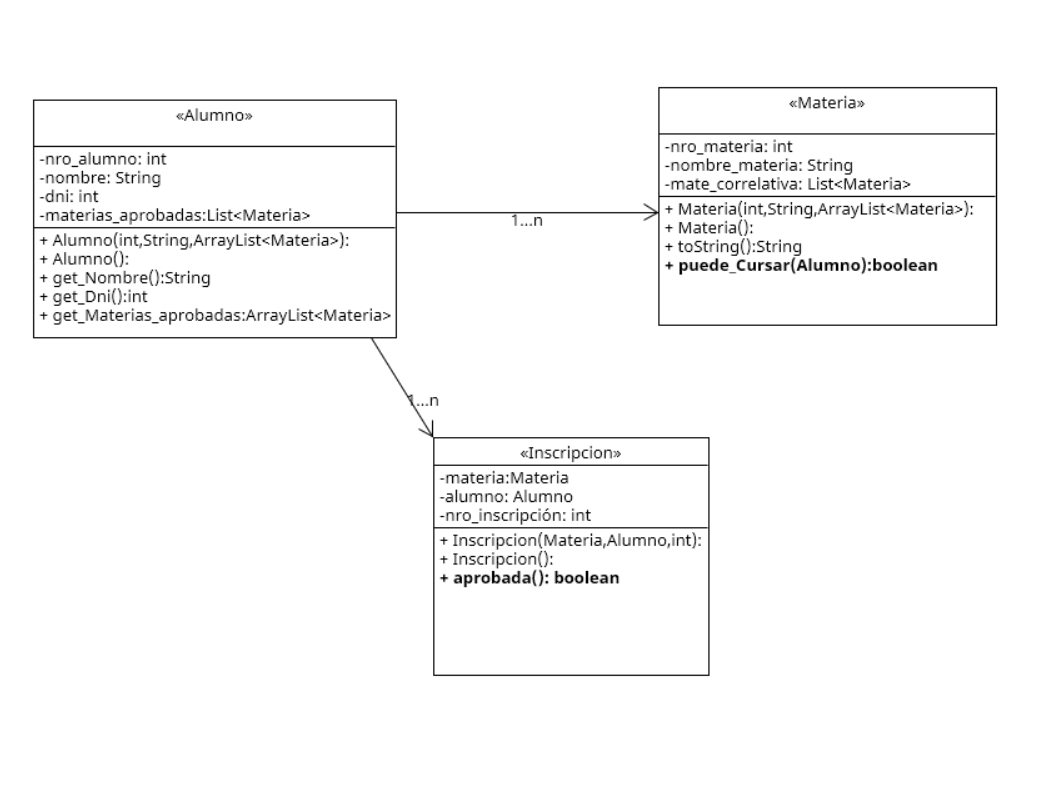 «Alumno»
-nro_alumno: int
-nombre: String
-dni: int
-materias_aprobadas:List<Materia>
+ Alumno(int,String,ArrayList<Materia>):
+ Alumno():
+ get_Nombre():String
+ get_Dni():int
+ get_Materias_aprobadas:ArrayList<Materia>
1...n
«Materia»
-nro_materia: int
-nombre_materia: String
-mate_correlativa: List<Materia>
+ Materia(int,String,ArrayList<Materia>):
+ Materia():
+ toString():String
+ puede_Cursar(Alumno):boolean
1...n
«Inscripcion»
-materia:Materia
-alumno: Alumno
-nro_inscripción: int
+ Inscripcion(Materia,Alumno,int):
+ Inscripcion():
+ aprobada(): boolean